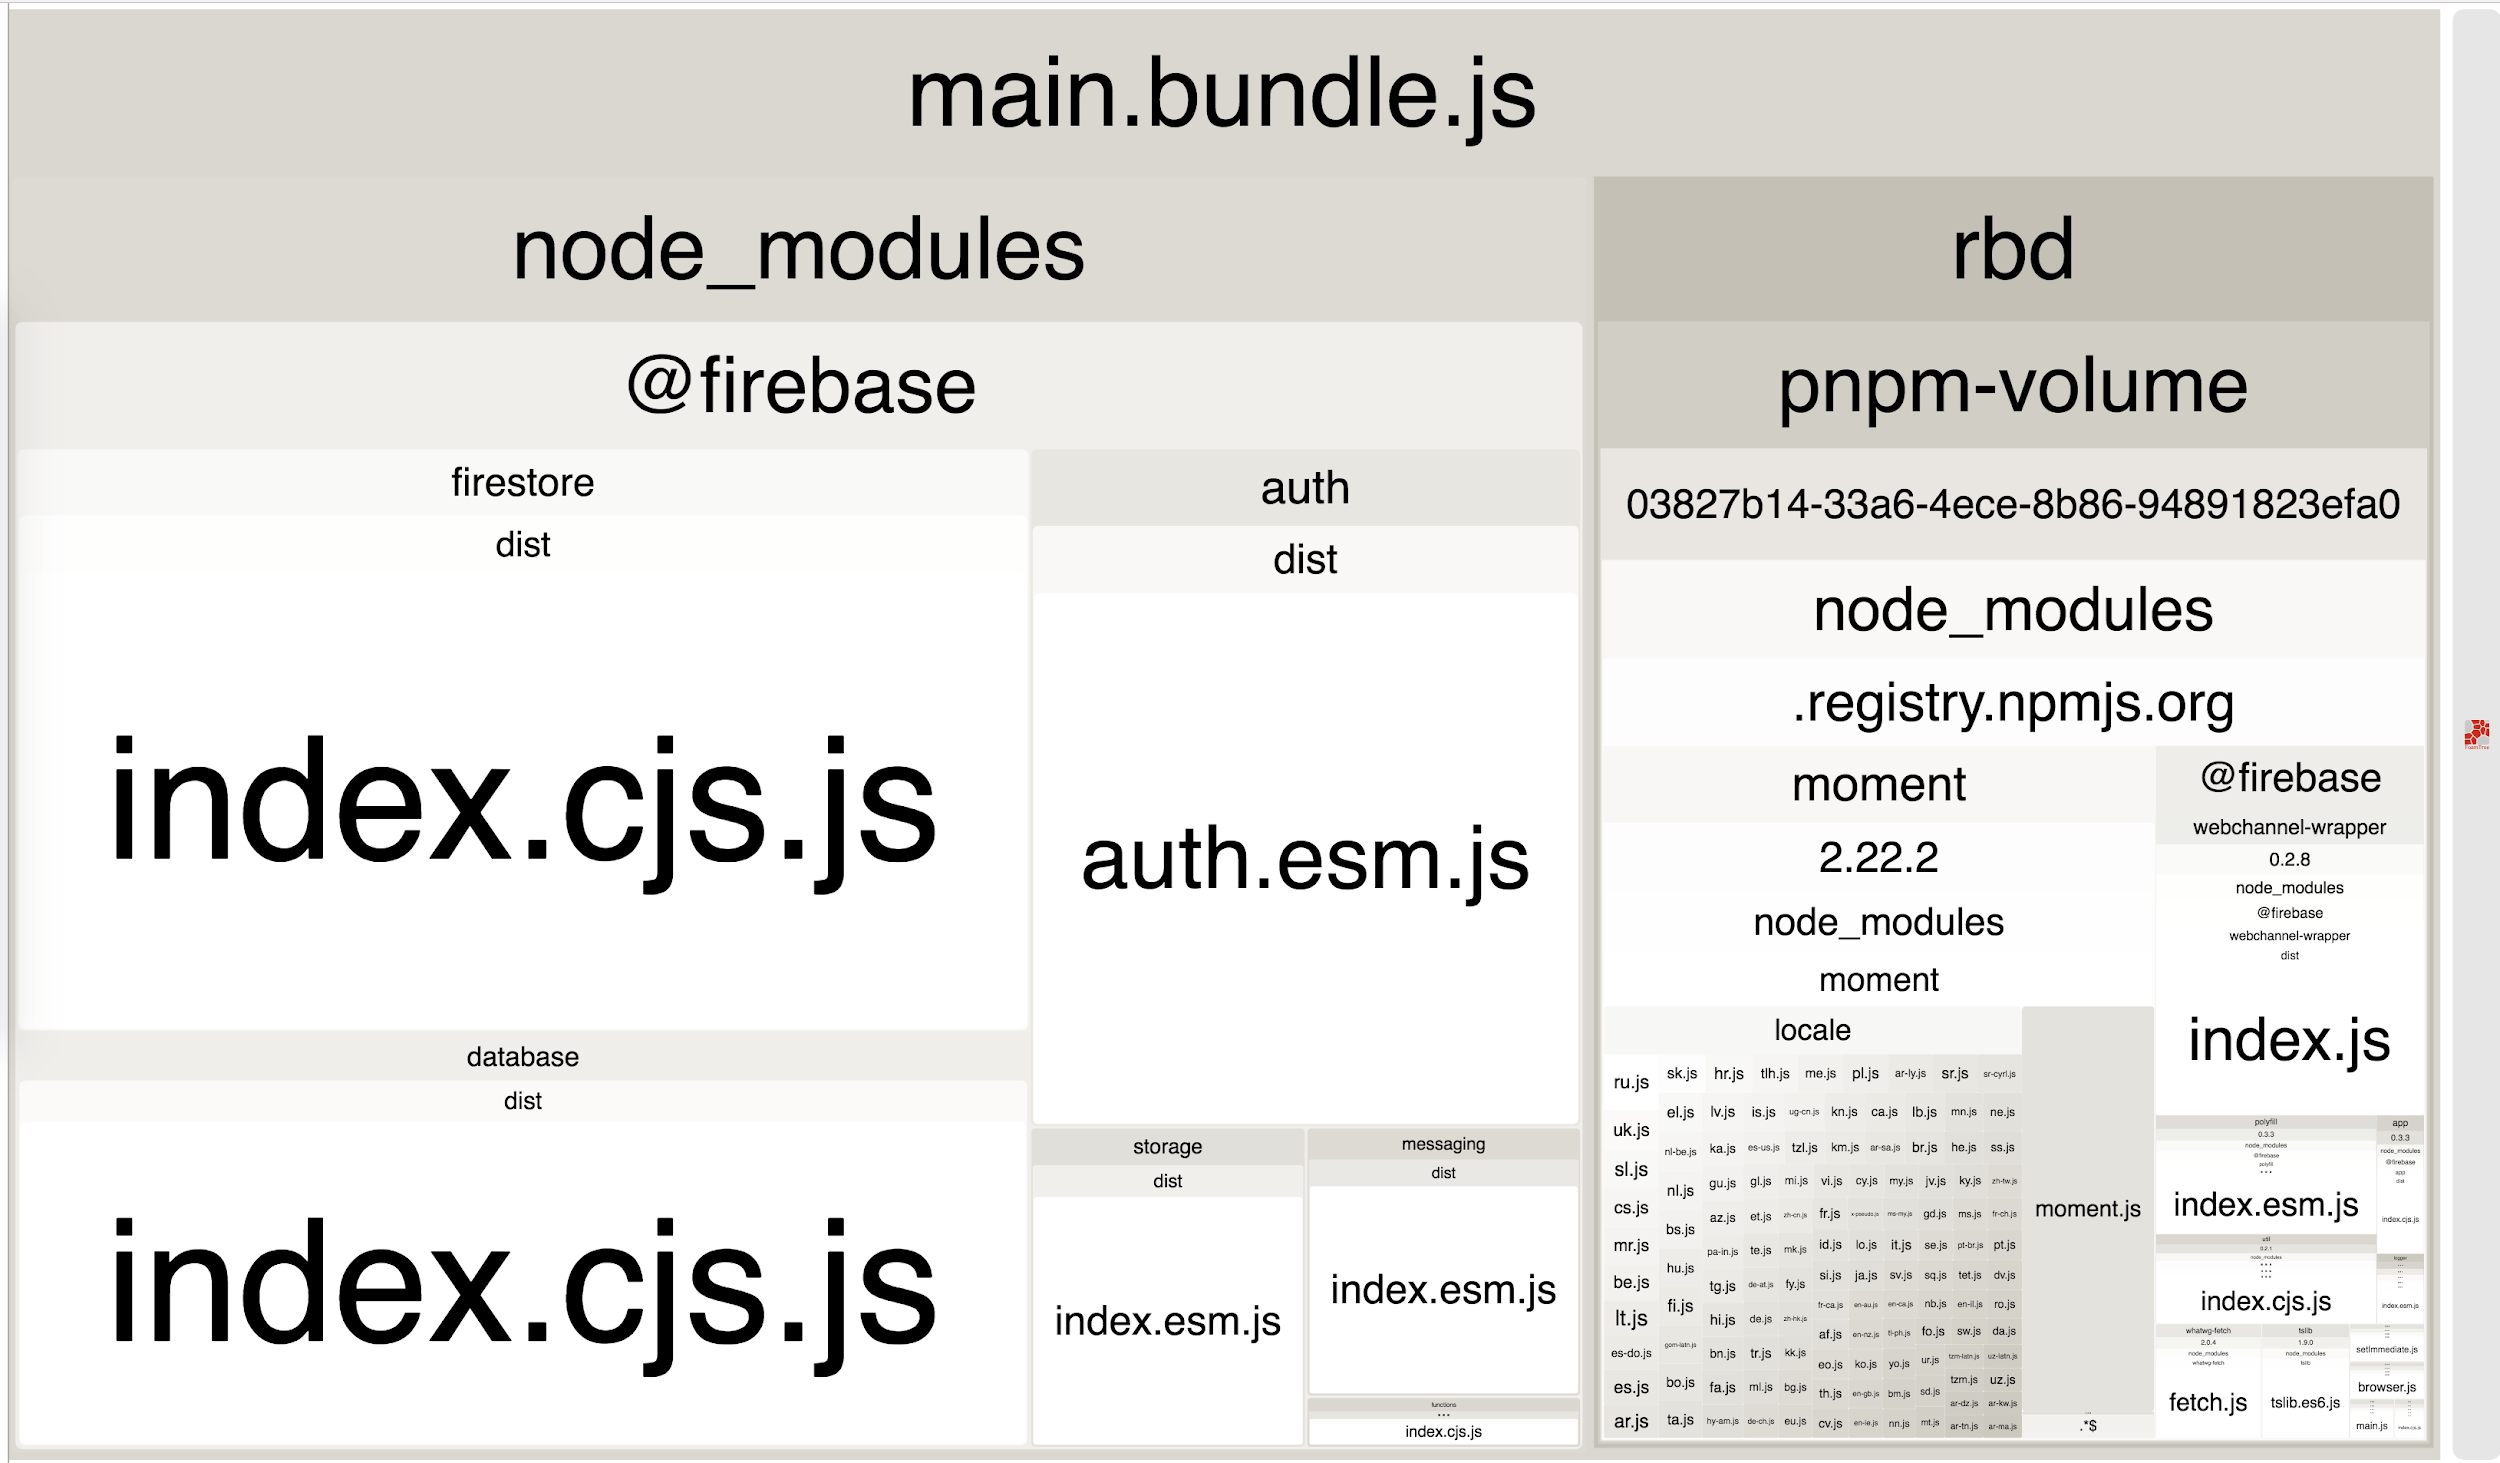 main.bundle.js
node_modules
@firebase
firestore
dist
index.cjs.js
database
dist
index.cjs.js
auth
dist
auth.esm.js
storage
dist
index.esm.js
messaging
dist
index.esm.js
functions
...
index.cjs.js
rbd
pnpm-volume
03827b14-33a6-4ece-8b86-94891823efa0
node_modules
.registry.npmjs.org
moment
2.22.2
node_modules
moment
locale
ru.js
uk.js
sl.js
cs.js
mr.js
be.js
lt.js
es-do.js
es.js
ar.js
sk.js
el.js
nl-be.js
nl.js
bs.js
hu.js
fi.js
gom-latn.js
bo.js
ta.js
hr.js tlh.js me.js pl.js ar-ly.js sr.js sr-cyrl.js
lv.js is.js ug-cn.js kn.js ca.js lb.js mn.js ne.js
ka.js es-us.js tzl.js km.js ar-sa.js br.js he.js ss.js
gu.js gl.js mi.js vi.js cy.js my.js jv.js ky.js zh-tw.js
az.js et.js zh-cn.js fr.js x-pseudo.js ms-my.js gd.js ms.js fr-ch.js
pa-in.js te.js mk.js id.js lo.js it.js se.js pt-br.js pt.js
tg.js de-at.js fy.js si.js ja.js sv.js sq.js tet.js dv.js
fr-ca.js en-au.js en-ca.js nb.js en-il.js ro.js
hi.js de.js zh-hk.js af.js en-nz.js tl-ph.js fo.js sw.js da.js
bn.js tr.js kk.js eo.js ko.js yo.js ur.js tzm-latn.js uz-latn.js
fa.js ml.js bg.js th.js en-gb.js bm.js sd.js tzm.js uz.js
ar-dz.js ar-kw.js
hy-am.js de-ch.js eu.js cv.js en-ie.js nn.js mt.js ar-tn.js ar-ma.js
moment.js
.*$
@firebase
webchannel-wrapper
0.2.8
node_modules
@firebase
webchannel-wrapper
dist
index.js
polyfill
0.3.3
node_modules
@firebase
polyfill
...
index.esm.js
app
0.3.3
node_modules
@firebase
app
dist
index.cjs.js
util
0.2.1
node_modules
index.cjs.js
logger
index.esm.js
whatwg-fetch
2.0.4
node_modules
whatwg-fetch
fetch.js
tslib
1.9.0
node_modules
tslib
tslib.es6.js
setImmediate.js
browser.js
main.js
index.cjs.js
FoamTree